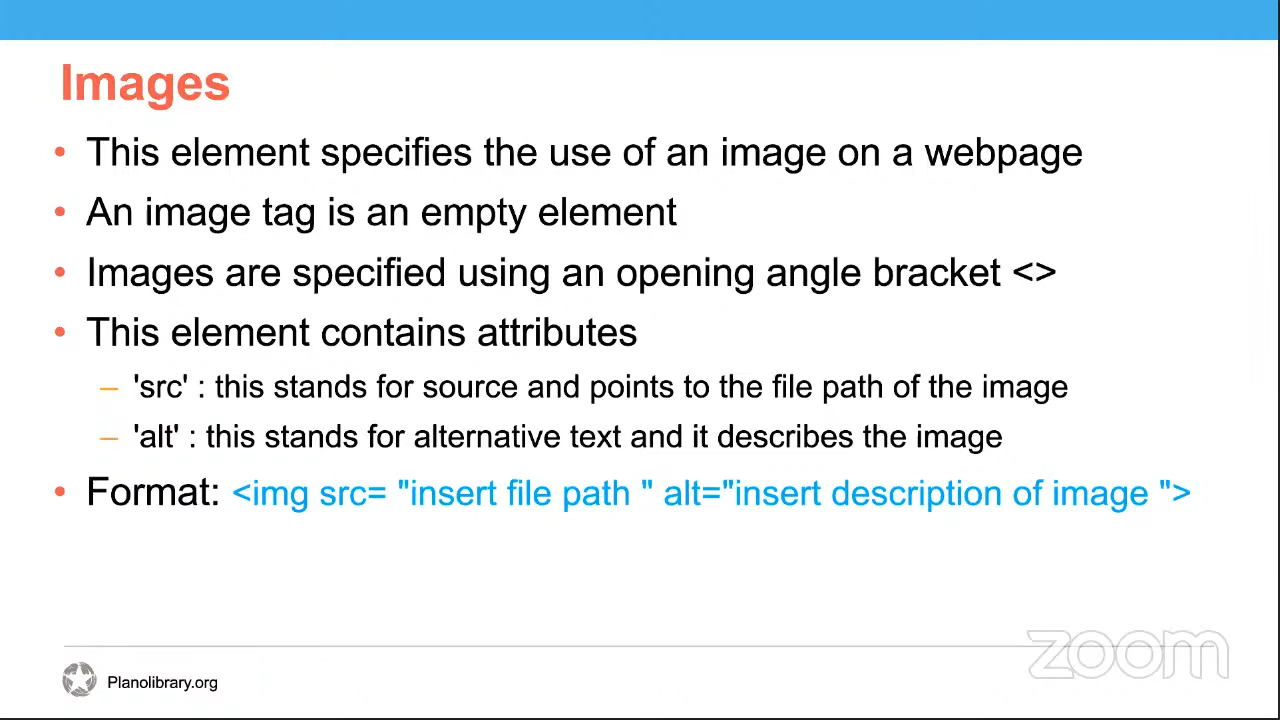 Images
• This element specifies the use of an image on a webpage
• An image tag is an empty element
• Images are specified using an opening angle bracket <>
• This element contains attributes
– 'src' : this stands for source and points to the file path of the image
– 'alt' : this stands for alternative text and it describes the image
• Format: <img src= "insert file path " alt="insert description of image ">
zoom
Planolibrary.org